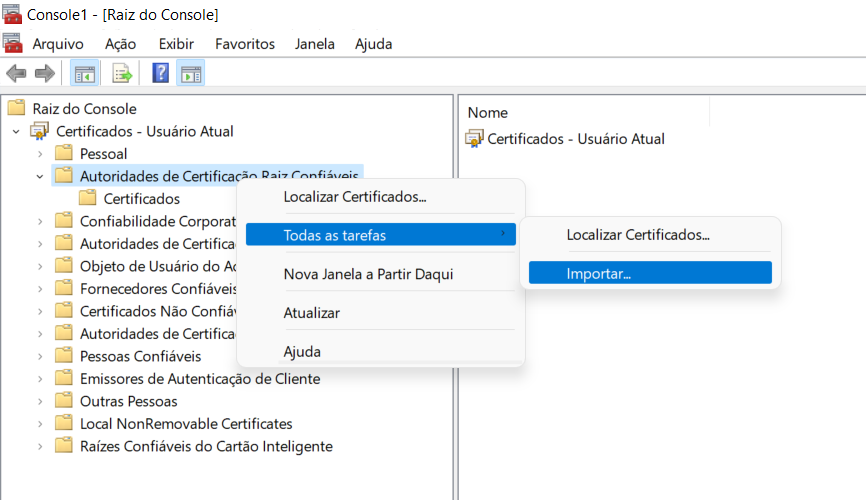 Console1 - [Raiz do Console]
Arquivo Ação Exibir Favoritos Janela Ajuda
Raiz do Console
Certificados - Usuário Atual
Pessoal
Autoridades de Certificação Raiz Confiáveis
Certificados
Confiabilidade Corporat
Autoridades de Certifica
Objeto de Usuário do Ac
Fornecedores Confiáveis
Certificados Não Confiáv
Autoridades de Certifica
Pessoas Confiáveis
Emissores de Autenticação de Cliente
Outras Pessoas
Local NonRemovable Certificates
Raízes Confiáveis do Cartão Inteligente
Nome
Certificados - Usuário Atual
Localizar Certificados...
Todas as tarefas
Nova Janela a Partir Daqui
Atualizar
Ajuda
Localizar Certificados...
Importar...